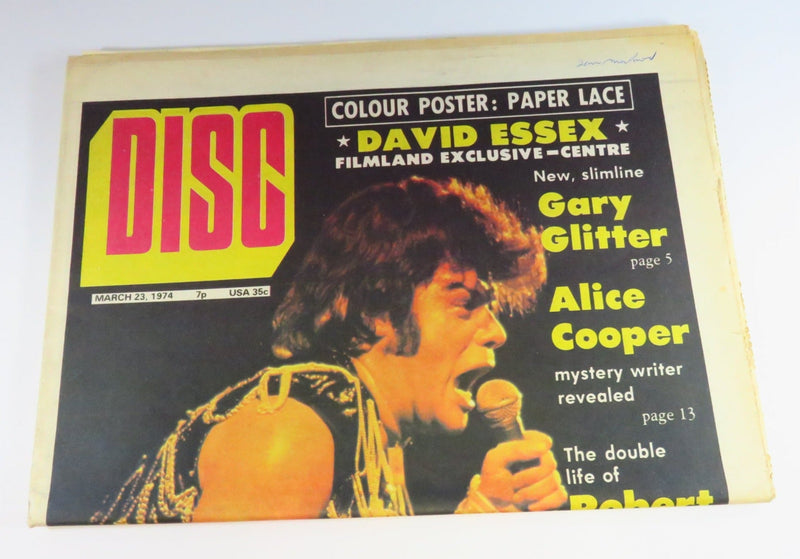 COLOUR POSTER: PAPER LACE
DISC
★ DAVID ESSEX ★
FILMLAND EXCLUSIVE–CENTRE
New, slimline
Gary
Glitter
page 5
MARCH 23, 1974 7p USA 35c
Alice
Cooper
mystery writer
revealed
page 13
The double
life of
Robert